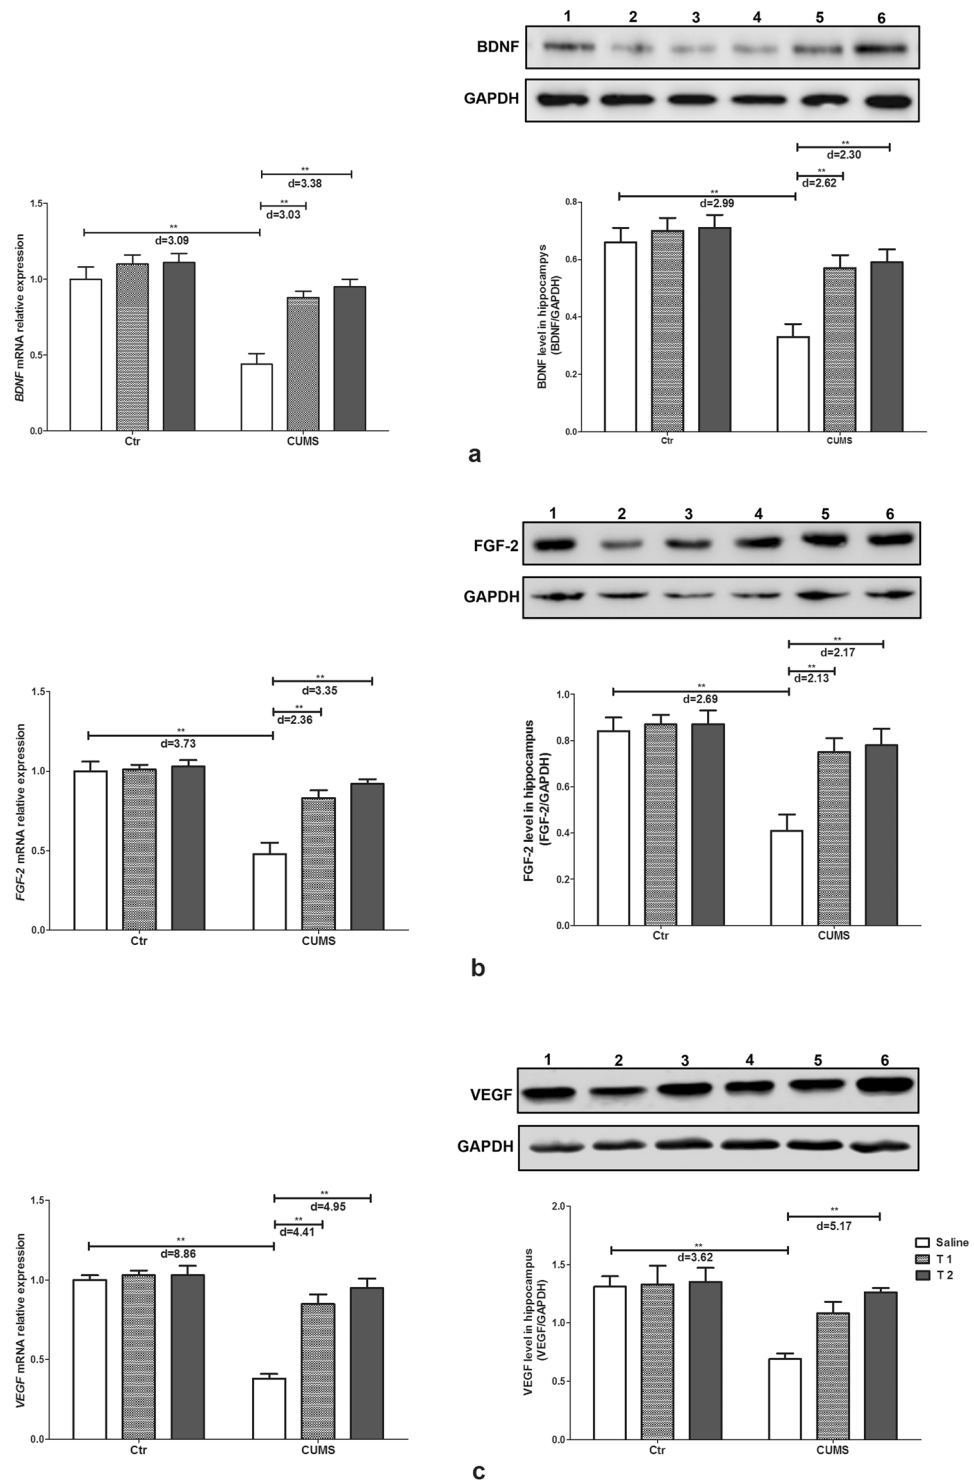 1 2 3 4 5 6
BDNF
GAPDH
**
d=3.38
**
d=3.03
**
d=3.09
1.5
1.0
0.5
0.0
BDNF mRNA relative expression
Ctr CUMS
**
d=2.30
**
d=2.62
**
d=2.99
0.8
0.6
0.4
0.2
0.0
BDNF level in hippocampys
(BDNF/GAPDH)
Ctr CUMS
a
1 2 3 4 5 6
FGF-2
GAPDH
**
d=3.35
**
d=2.36
**
d=3.73
1.5
1.0
0.5
0.0
FGF-2 mRNA relative expression
Ctr CUMS
**
d=2.17
**
d=2.13
**
d=2.69
1.0
0.8
0.6
0.4
0.2
0.0
FGF-2 level in hippocampus
(FGF-2/GAPDH)
Ctr CUMS
b
1 2 3 4 5 6
VEGF
GAPDH
**
d=4.95
**
d=4.41
**
d=8.86
1.5
1.0
0.5
0.0
VEGF mRNA relative expression
Ctr CUMS
**
d=5.17
**
d=3.62
2.0
1.5
1.0
0.5
0.0
VEGF level in hippocampus
(VEGF/GAPDH)
Ctr CUMS
Saline
T 1
T 2
c